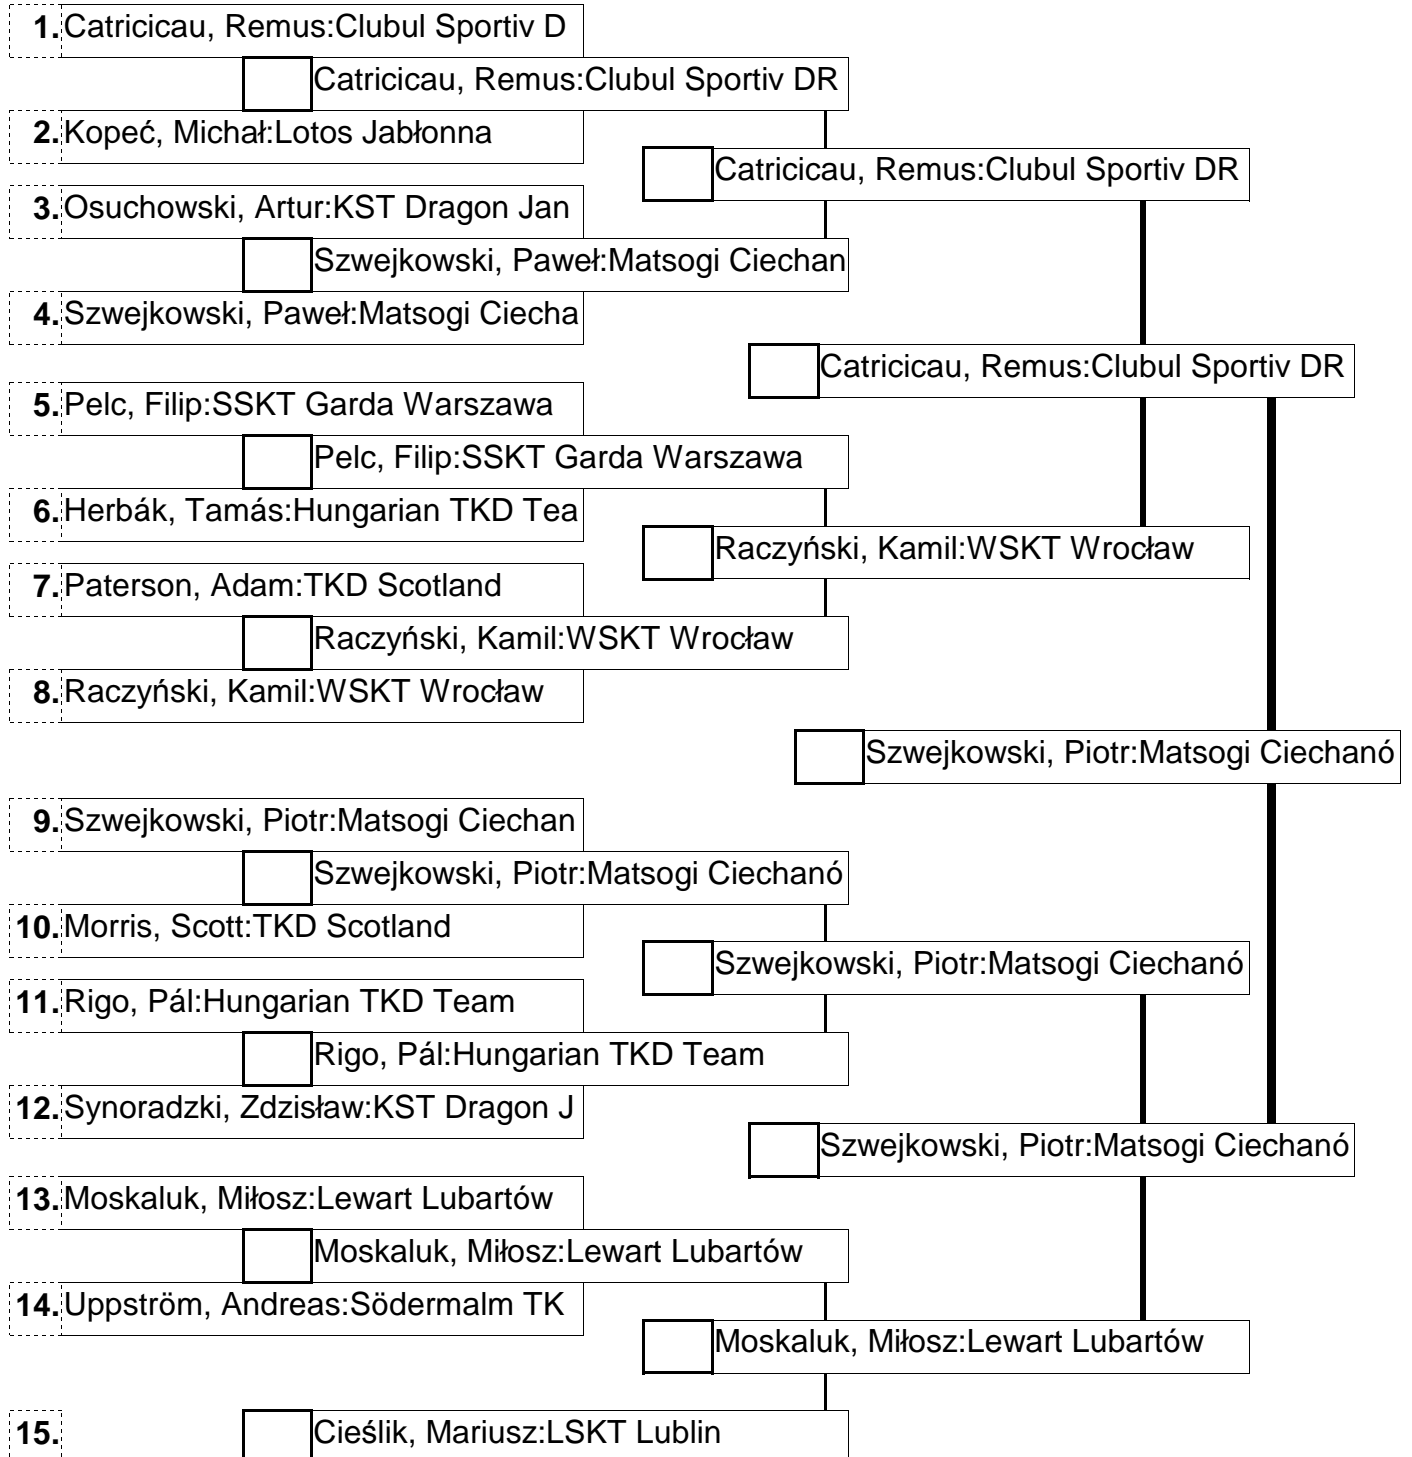 1. Catricicau, Remus:Clubul Sportiv D
Catricicau, Remus:Clubul Sportiv DR
2. Kopeć, Michał:Lotos Jabłonna
Catricicau, Remus:Clubul Sportiv DR
3. Osuchowski, Artur:KST Dragon Jan
Szwejkowski, Paweł:Matsogi Ciechan
4. Szwejkowski, Paweł:Matsogi Ciecha
Catricicau, Remus:Clubul Sportiv DR
5. Pelc, Filip:SSKT Garda Warszawa
Pelc, Filip:SSKT Garda Warszawa
6. Herbák, Tamás:Hungarian TKD Tea
Raczyński, Kamil:WSKT Wrocław
7. Paterson, Adam:TKD Scotland
Raczyński, Kamil:WSKT Wrocław
8. Raczyński, Kamil:WSKT Wrocław
Szwejkowski, Piotr:Matsogi Ciechanó
9. Szwejkowski, Piotr:Matsogi Ciechan
Szwejkowski, Piotr:Matsogi Ciechanó
10. Morris, Scott:TKD Scotland
Szwejkowski, Piotr:Matsogi Ciechanó
11. Rigo, Pál:Hungarian TKD Team
Rigo, Pál:Hungarian TKD Team
12. Synoradzki, Zdzisław:KST Dragon J
Szwejkowski, Piotr:Matsogi Ciechanó
13. Moskaluk, Miłosz:Lewart Lubartów
Moskaluk, Miłosz:Lewart Lubartów
14. Uppström, Andreas:Södermalm TK
Moskaluk, Miłosz:Lewart Lubartów
15. Cieślik, Mariusz:LSKT Lublin